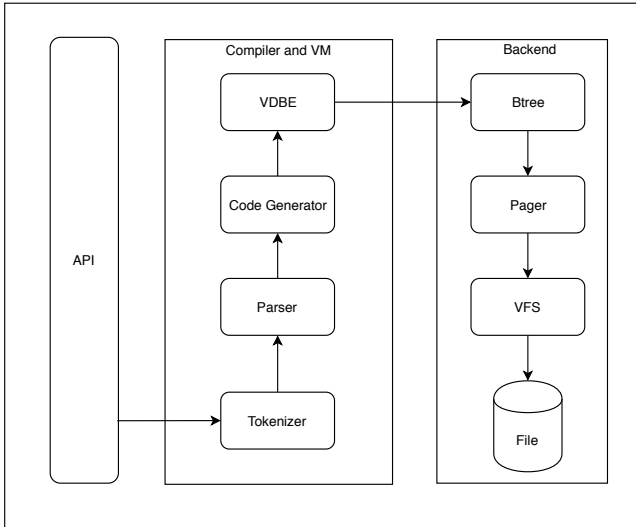 API
Compiler and VM
VDBE
Code Generator
Parser
Tokenizer
Backend
Btree
Pager
VFS
File